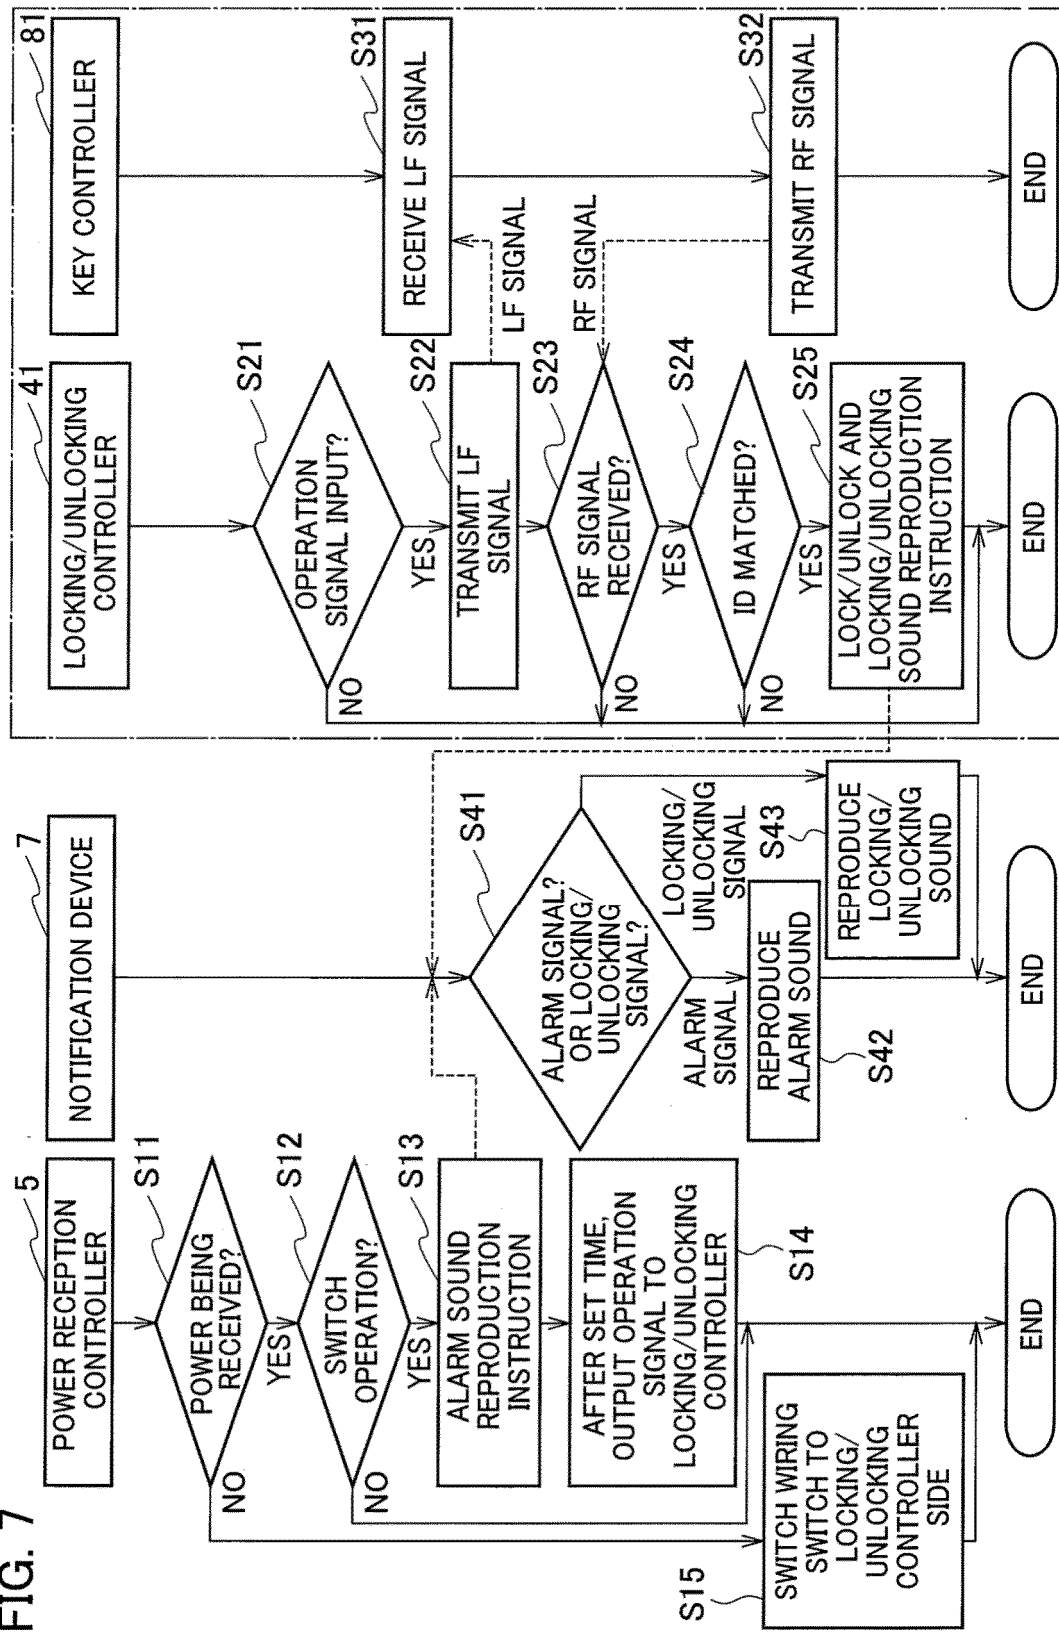 FIG. 7
5
POWER RECEPTION
CONTROLLER
S11
POWER BEING
RECEIVED?
NO
YES
S12
SWITCH
OPERATION?
NO
YES
S13
ALARM SOUND
REPRODUCTION
INSTRUCTION
AFTER SET TIME,
OUTPUT OPERATION
SIGNAL TO
LOCKING/UNLOCKING
CONTROLLER
S14
S15
SWITCH WIRING
SWITCH TO
LOCKING/
UNLOCKING
CONTROLLER
SIDE
END
7
NOTIFICATION DEVICE
S41
ALARM SIGNAL?
OR LOCKING/
UNLOCKING
SIGNAL?
ALARM
SIGNAL
LOCKING/
UNLOCKING
SIGNAL
REPRODUCE
ALARM SOUND
S42
S43
REPRODUCE
LOCKING/
UNLOCKING
SOUND
END
41
LOCKING/UNLOCKING
CONTROLLER
S21
OPERATION
SIGNAL INPUT?
NO
YES
S22
TRANSMIT LF
SIGNAL
LF SIGNAL
S23
RF SIGNAL
RECEIVED?
RF SIGNAL
NO
YES
S24
ID MATCHED?
NO
YES
S25
LOCK/UNLOCK AND
LOCKING/UNLOCKING
SOUND REPRODUCTION
INSTRUCTION
END
81
KEY CONTROLLER
S31
RECEIVE LF SIGNAL
S32
TRANSMIT RF SIGNAL
END